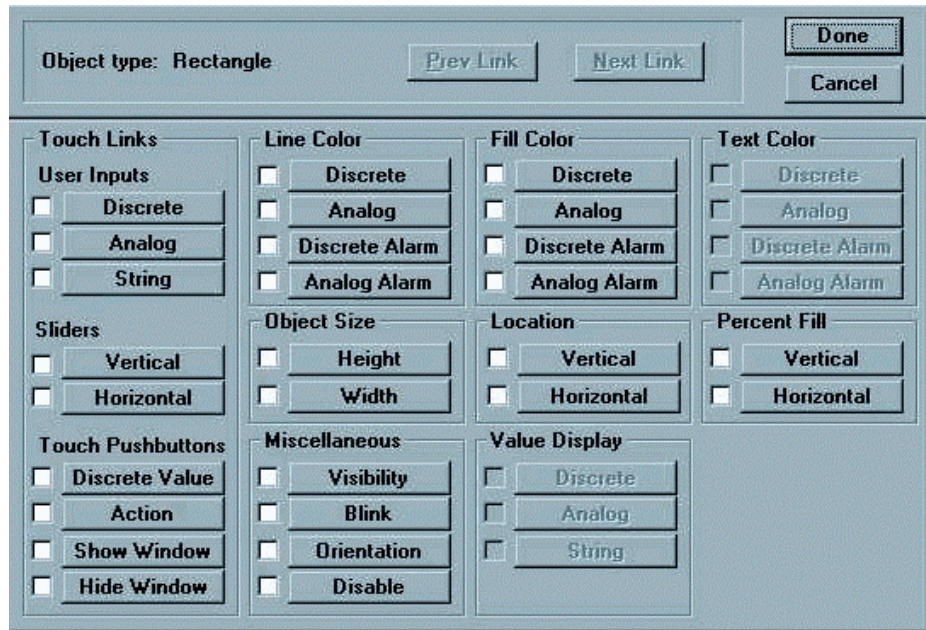 Object type: Rectangle
Prev Link
Next Link
Done
Cancel
Touch Links
User Inputs
Discrete
Analog
String
Sliders
Vertical
Horizontal
Touch Pushbuttons
Discrete Value
Action
Show Window
Hide Window
Line Color
Discrete
Analog
Discrete Alarm
Analog Alarm
Object Size
Height
Width
Miscellaneous
Visibility
Blink
Orientation
Disable
Fill Color
Discrete
Analog
Discrete Alarm
Analog Alarm
Location
Vertical
Horizontal
Value Display
Discrete
Analog
String
Text Color
Discrete
Analog
Discrete Alarm
Analog Alarm
Percent Fill
Vertical
Horizontal